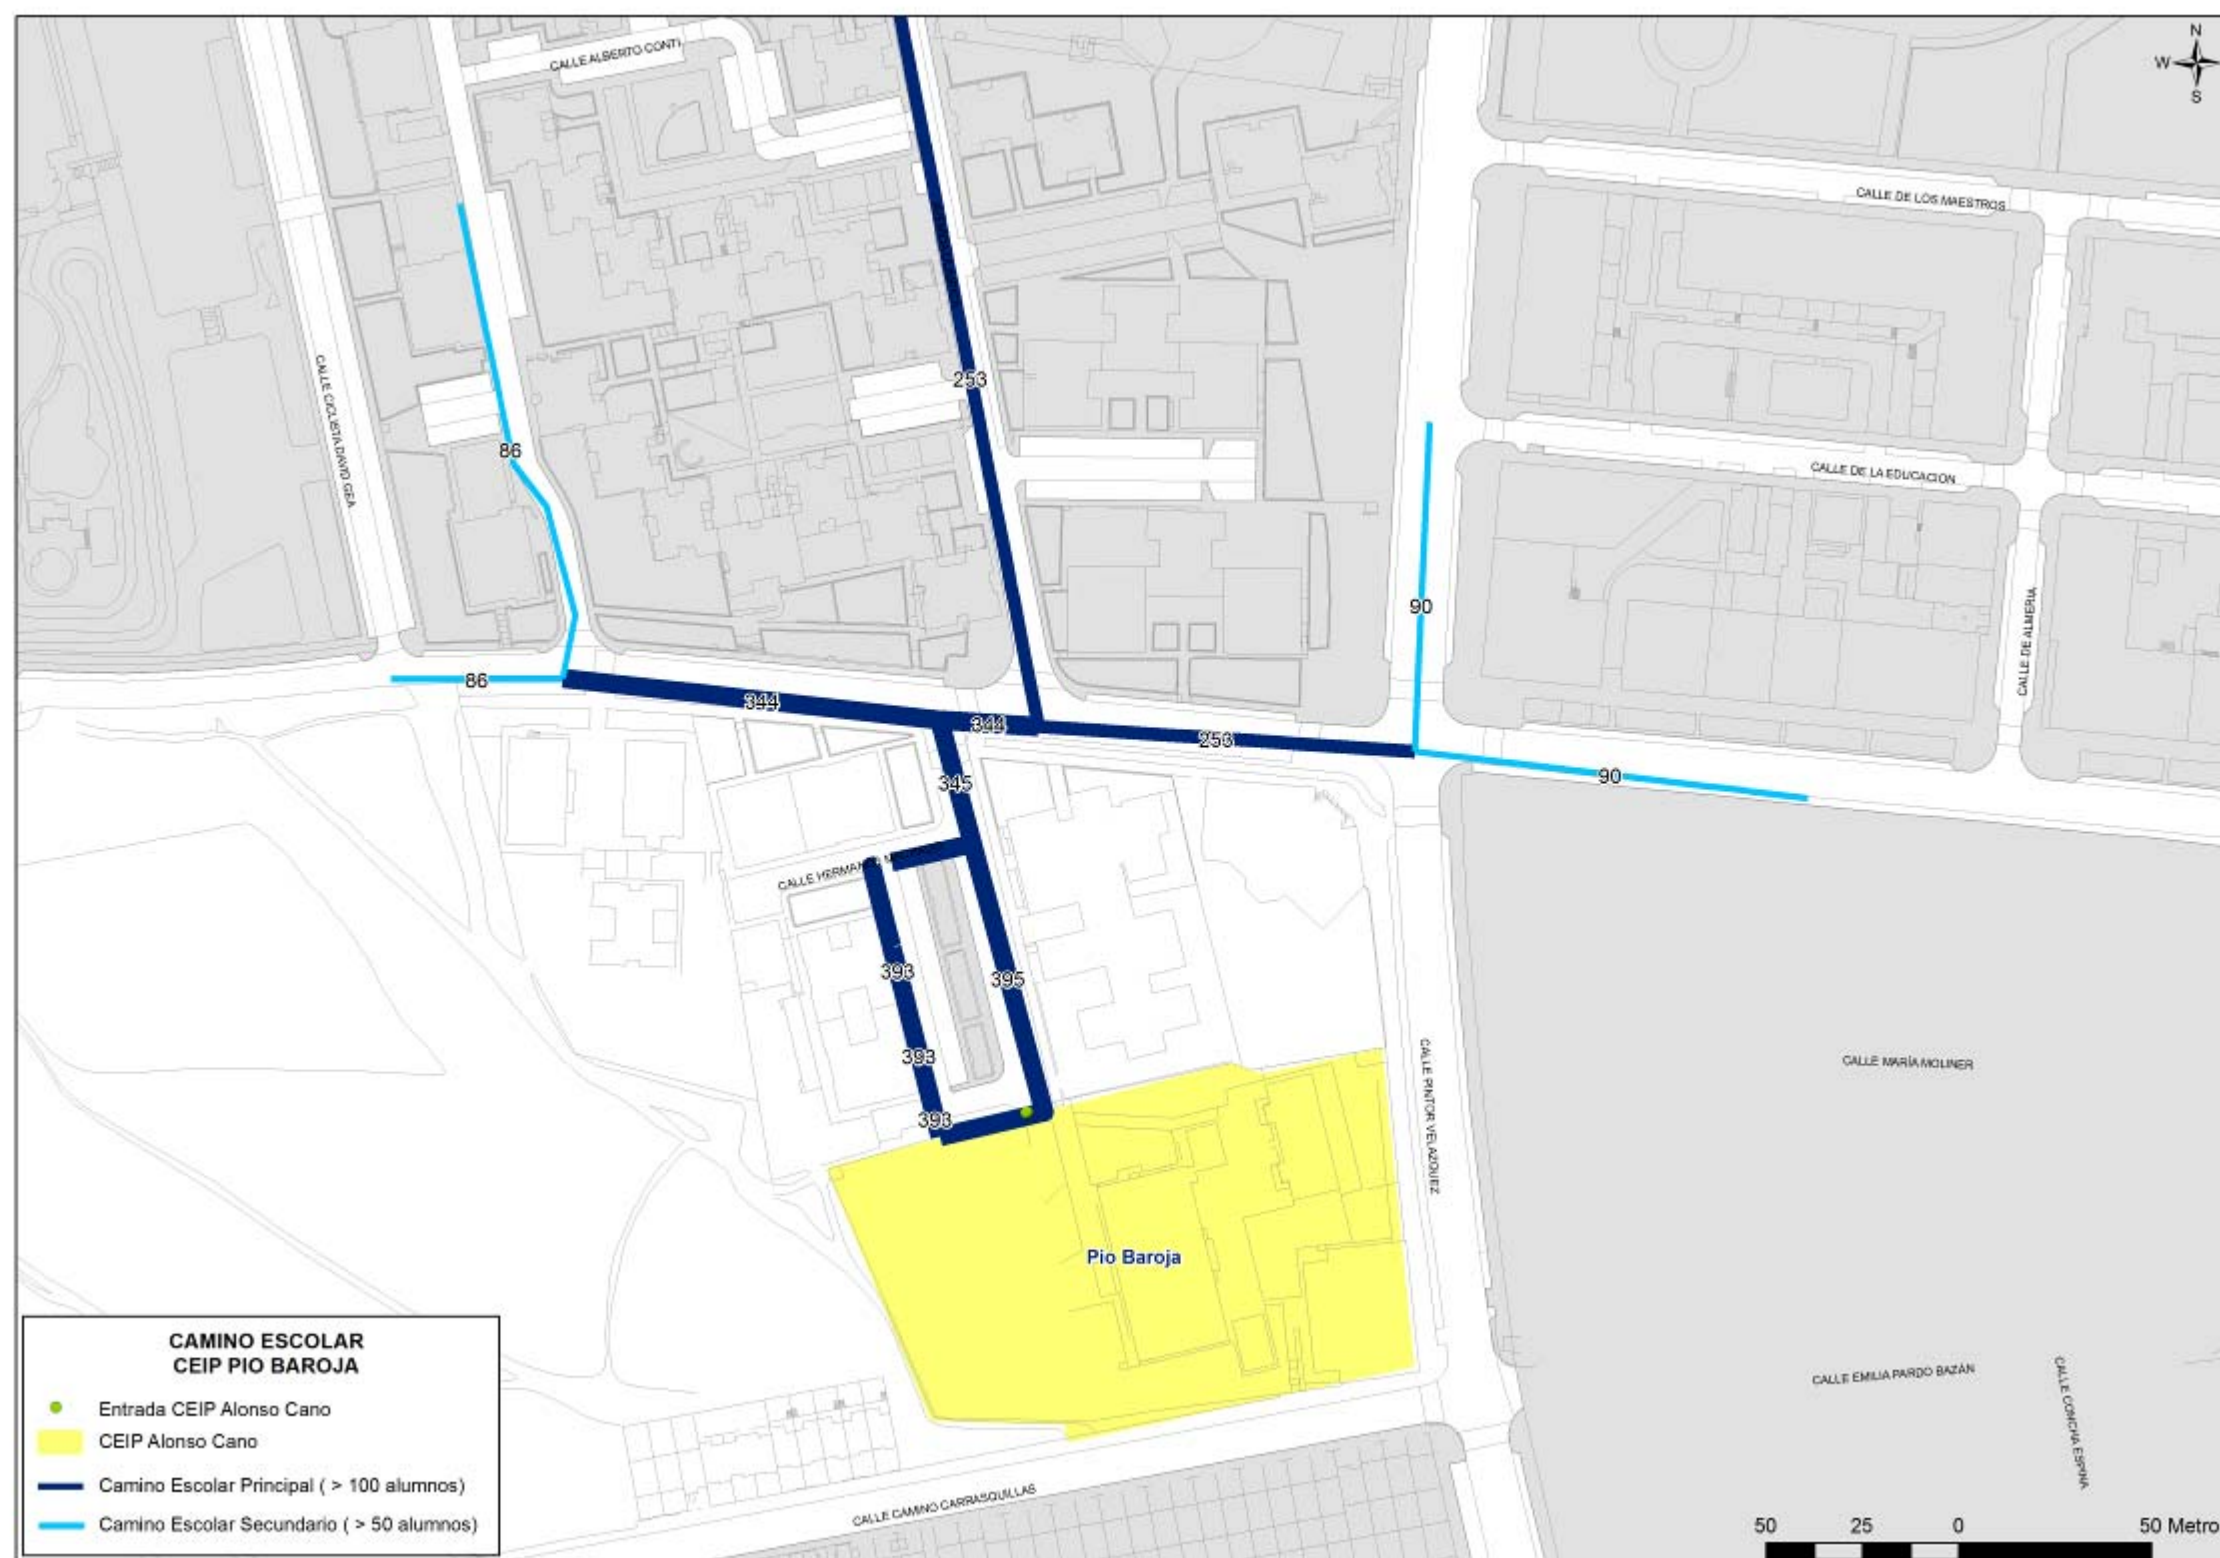 N
W
S
CALLE ALBERTO CONTI
CALLE DE LOS MAESTROS
CALLE CICLISTA DAVID GEA
253
86
CALLE DE LA EDUCACION
90
CALLE DE ALMERIA
86
344
344
253
90
345
CALLE HERMAN
393
395
393
393
CALLE PINTOR VELAZQUEZ
CALLE MARÍA MOLINER
Pio Baroja
CALLE EMILIA PARDO BAZÁN
CALLE CONCHA ESPINA
CALLE CAMINO CARRASQUILLAS
CAMINO ESCOLAR
CEIP PIO BAROJA
Entrada CEIP Alonso Cano
CEIP Alonso Cano
Camino Escolar Principal ( > 100 alumnos)
Camino Escolar Secundario ( > 50 alumnos)
50 25 0 50 Metro